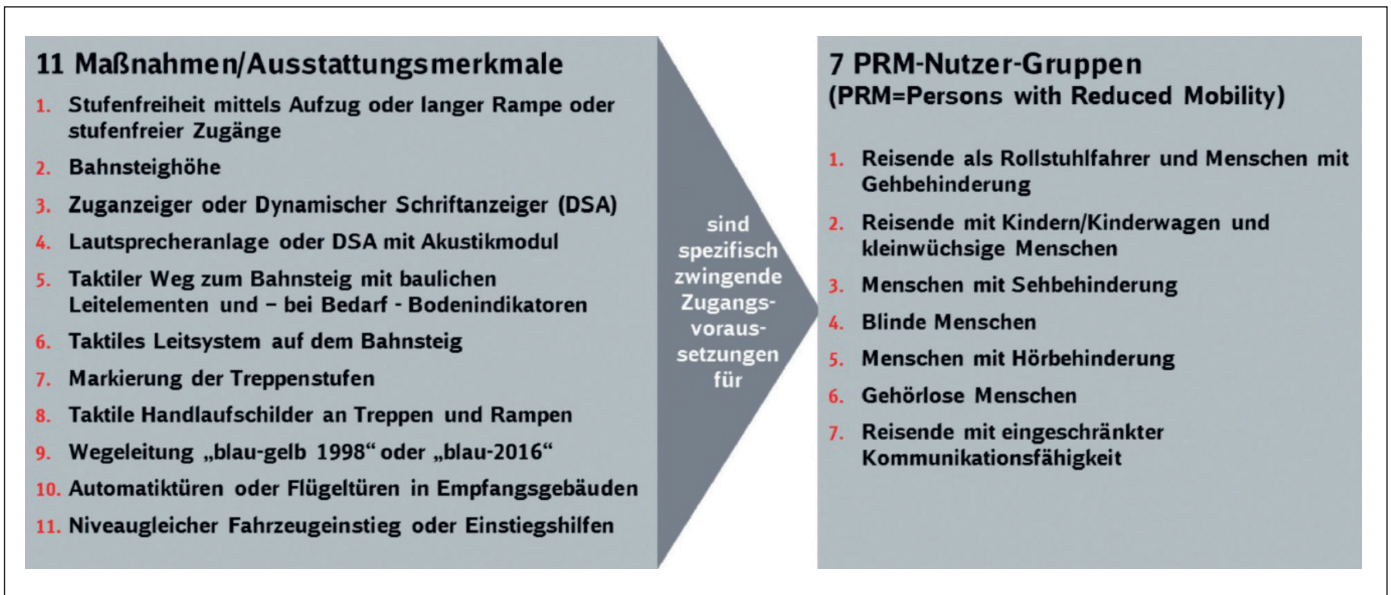 11 Maßnahmen/Ausstattungsmerkmale
1. Stufenfreiheit mittels Aufzug oder langer Rampe oder
stufenfreier Zugänge
2. Bahnsteighöhe
3. Zuganzeiger oder Dynamischer Schriftanzeiger (DSA)
4. Lautsprecheranlage oder DSA mit Akustikmodul
5. Taktiler Weg zum Bahnsteig mit baulichen
Leitelementen und – bei Bedarf - Bodenindikatoren
6. Taktiles Leitsystem auf dem Bahnsteig
7. Markierung der Treppenstufen
8. Taktile Handlaufschilder an Treppen und Rampen
9. Wegeleitung „blau-gelb 1998“ oder „blau-2016“
10. Automatiktüren oder Flügeltüren in Empfangsgebäuden
11. Niveaugleicher Fahrzeugeinstieg oder Einstiegshilfen
sind
spezifisch
zwingende
Zugangs-
voraus-
setzungen
für
7 PRM-Nutzer-Gruppen
(PRM=Persons with Reduced Mobility)
1. Reisende als Rollstuhlfahrer und Menschen mit
Gehbehinderung
2. Reisende mit Kindern/Kinderwagen und
kleinwüchsige Menschen
3. Menschen mit Sehbehinderung
4. Blinde Menschen
5. Menschen mit Hörbehinderung
6. Gehörlose Menschen
7. Reisende mit eingeschränkter
Kommunikationsfähigkeit